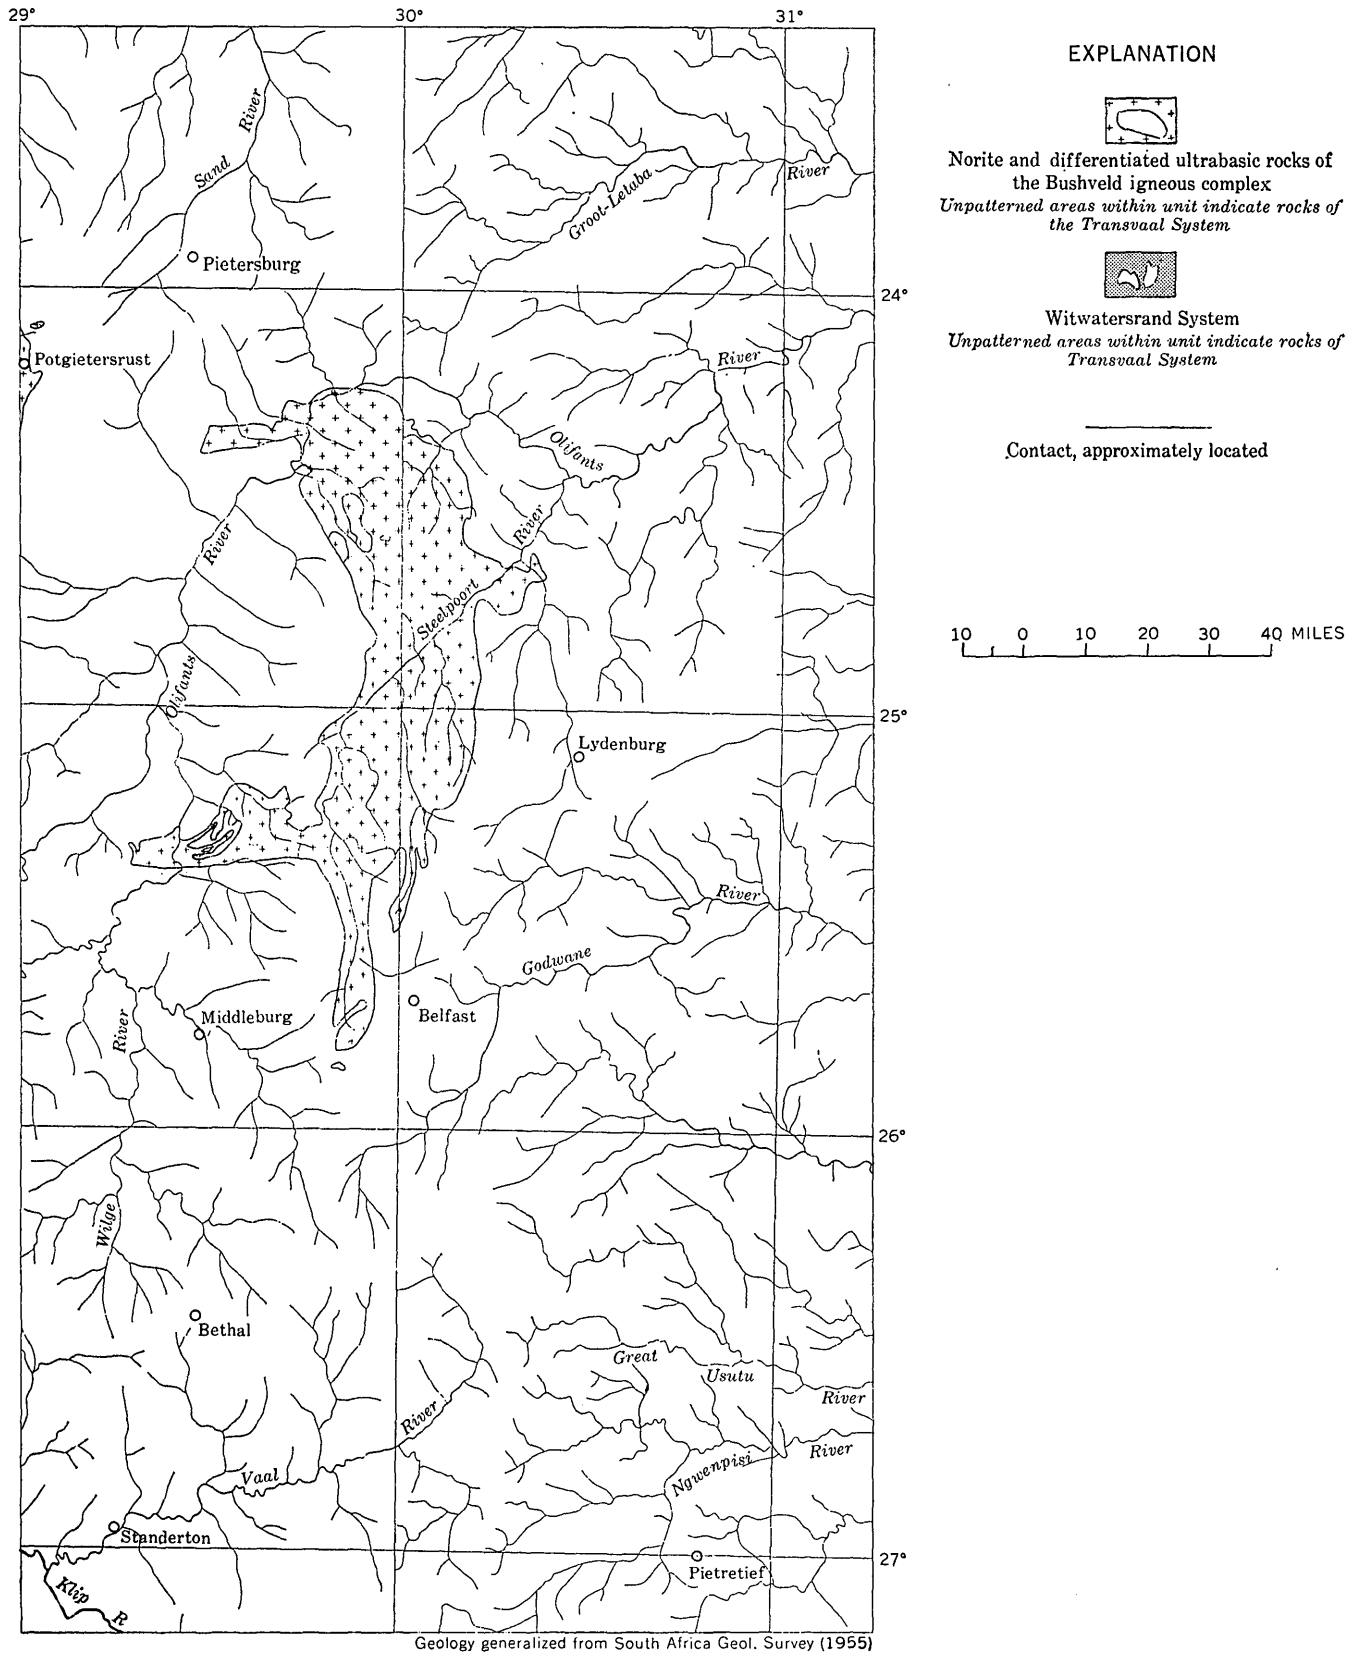 29° 30° 31°
River
Sand
River
Groot-Letaba
Pietersburg
24°
Potgietersrust
River
Olifants
River
River
Steelpoort
Olifants
25°
Lydenburg
River
Godwane
Belfast
Middleburg
River
26°
Wilge
Bethal
Great
Usutu
River
River
River
Ngwenpisi
Vaal
Standerton
27°
Pietretief
Klip
R
Geology generalized from South Africa Geol. Survey (1955)
EXPLANATION
Norite and differentiated ultrabasic rocks of
the Bushveld igneous complex
Unpatterned areas within unit indicate rocks of
the Transvaal System
Witwatersrand System
Unpatterned areas within unit indicate rocks of
Transvaal System
Contact, approximately located
10 0 10 20 30 40 MILES